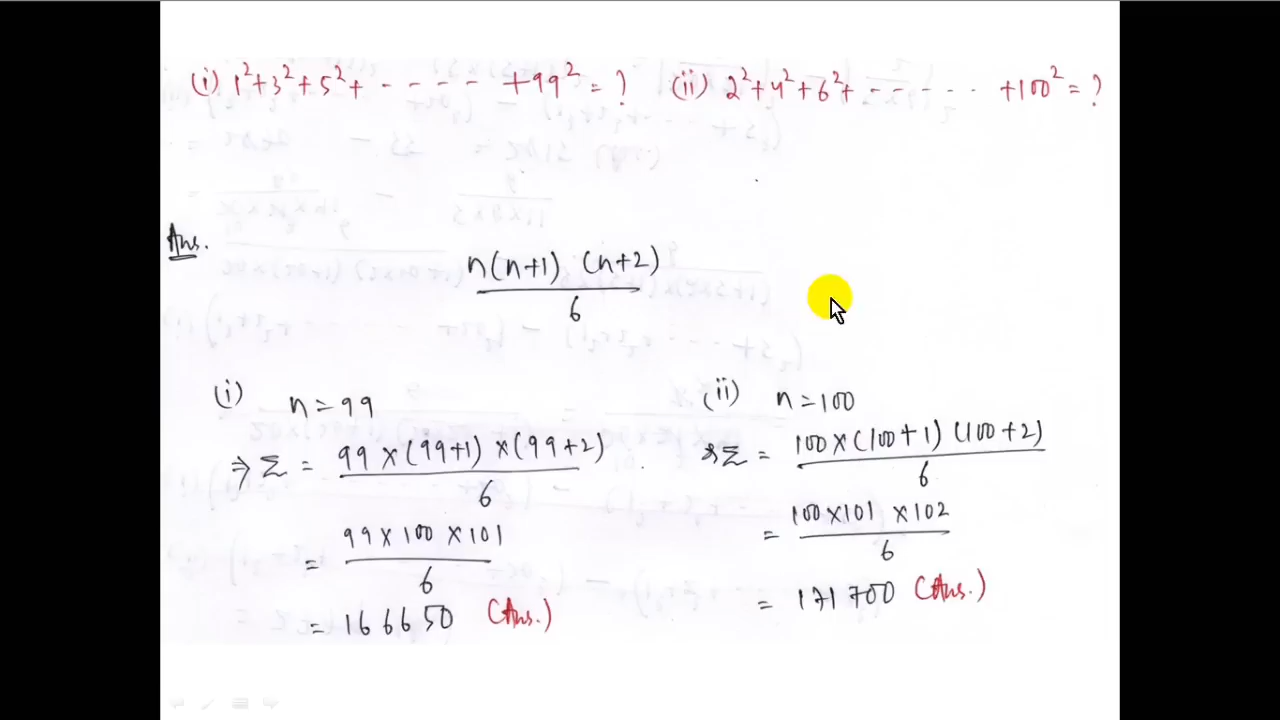 (i) 1²+3²+5²+ - - - - - +99² = ? (ii) 2²+4²+6²+ - - - - - - +100² = ?
Ans.
n(n+1) (n+2)
6
(i) n = 99
⇒ Σ = 99 × (99+1) × (99+2)
6
= 99 × 100 × 101
6
= 166650 (Ans.)
(ii) n = 100
Σ = 100 × (100+1) (100+2)
6
= 100 × 101 × 102
6
= 171700 (Ans.)